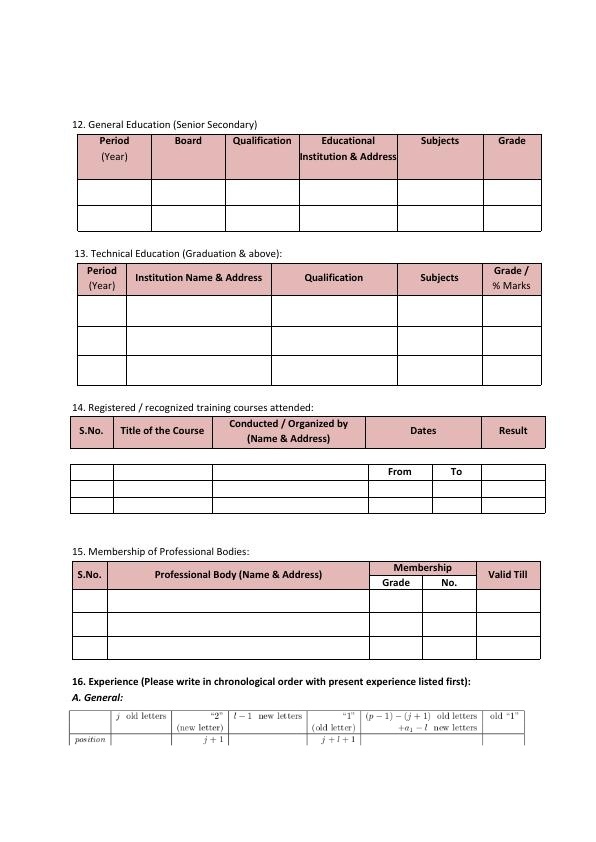 12. General Education (Senior Secondary)
Period Board Qualification Educational Subjects Grade
(Year) Institution & Address
13. Technical Education (Graduation & above):
Period Institution Name & Address Qualification Subjects Grade /
(Year) % Marks
14. Registered / recognized training courses attended:
S.No. Title of the Course Conducted / Organized by Dates Result
(Name & Address)
From To
15. Membership of Professional Bodies:
S.No. Professional Body (Name & Address) Membership Valid Till
Grade No.
16. Experience (Please write in chronological order with present experience listed first):
A. General:
j old letters “2” l − 1 new letters “1” (p − 1) − (j + 1) old letters old “1”
(new letter) (old letter) +a₁ − l new letters
position j + 1 j + l + 1